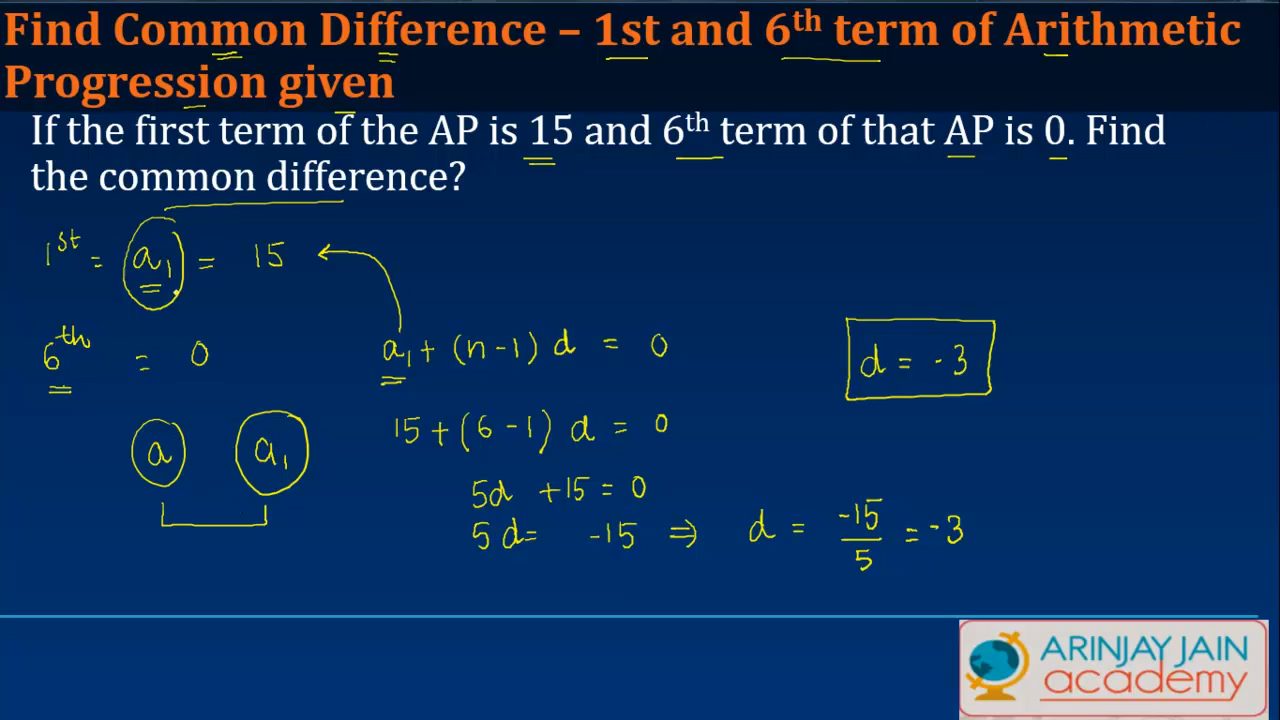 Find Common Difference – 1st and 6th term of Arithmetic
Progression given
If the first term of the AP is 15 and 6th term of that AP is 0. Find
the common difference?
1st = a₁ = 15
6th = 0
a₁ + (n-1) d = 0
d = -3
15 + (6-1) d = 0
a a₁
5d +15 = 0
5d = -15 ⇒ d = -15/5 = -3
ARINJAY JAIN
academy